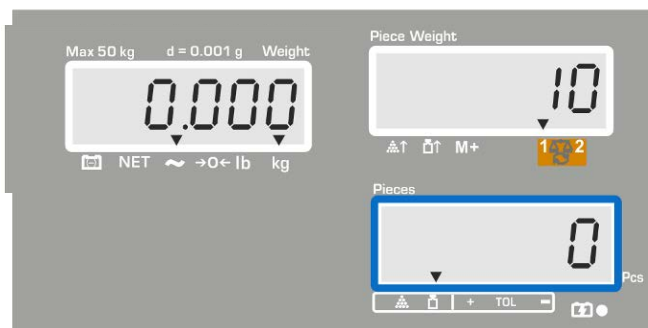 Max 50 kg d = 0.001 g Weight
0.000
NET →0← lb kg
Piece Weight
10
M+
1 2
Pieces
0
Pcs
+ TOL −